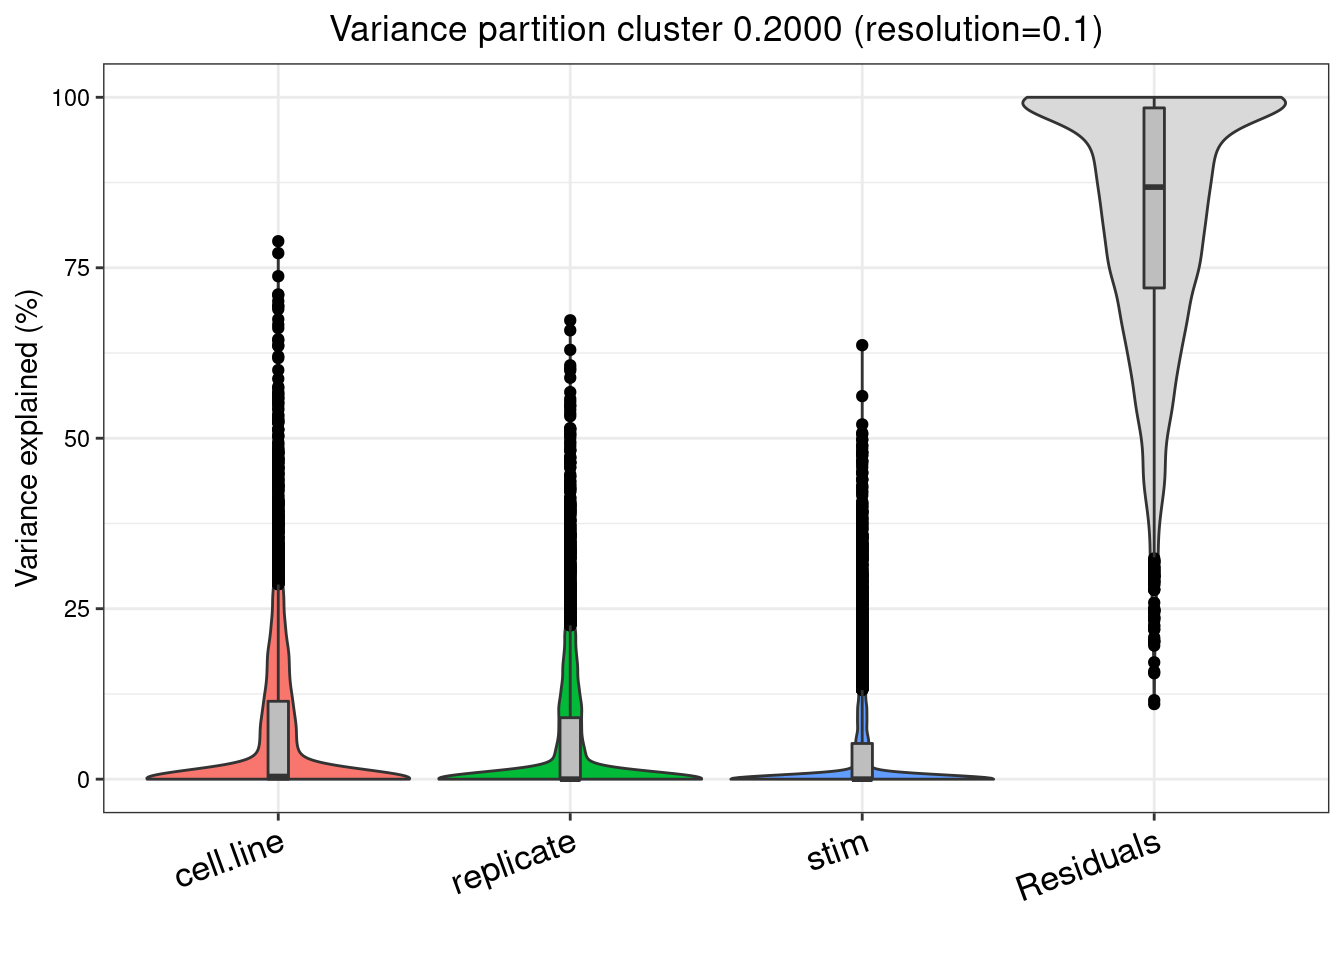 Variance partition cluster 0.2000 (resolution=0.1)
Variance explained (%)
100
75
50
25
0
cell.line
replicate
stim
Residuals